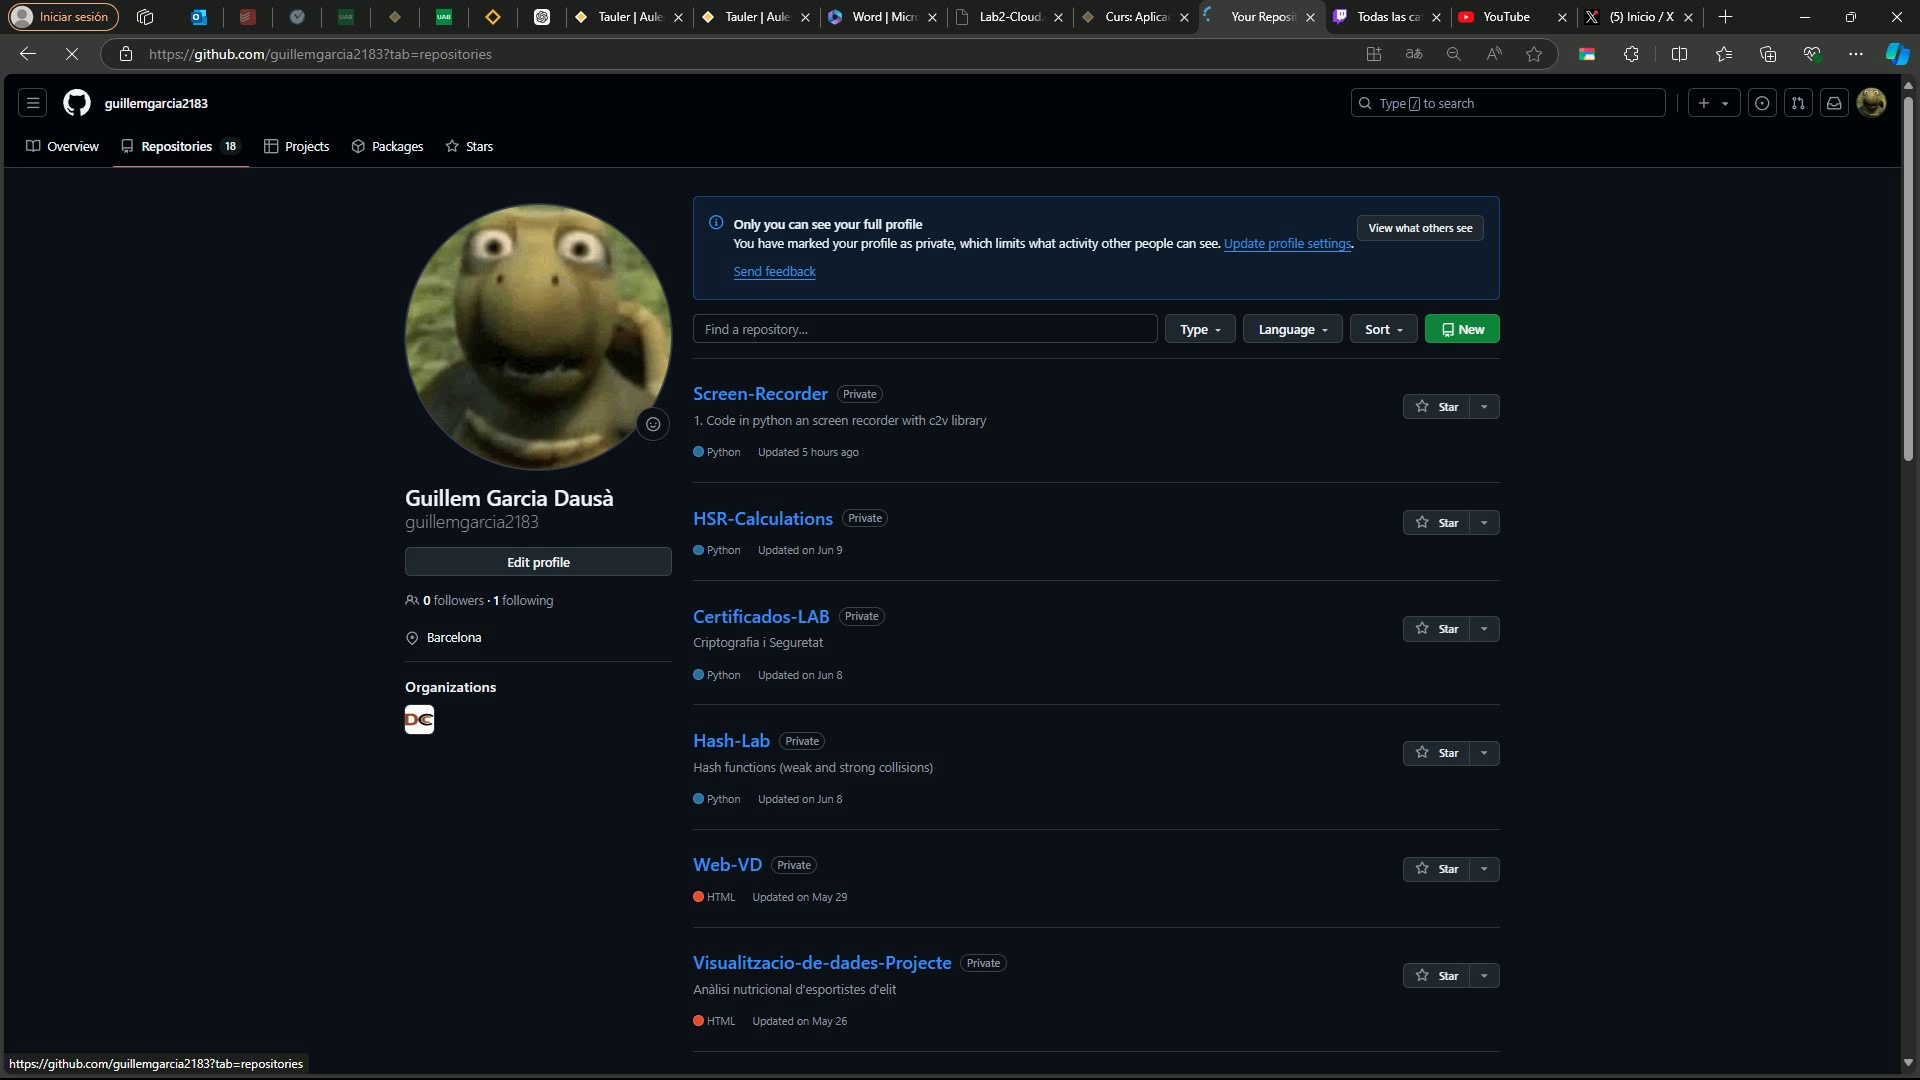 Iniciar sesión
UAB
UAB
Tauler | Aule
Tauler | Aule
Word | Micr
Lab2-Cloud
Curs: Aplica
Your Reposit
Todas las ca
YouTube
(5) Inicio / X
https://github.com/guillemgarcia2183?tab=repositories
guillemgarcia2183
Type / to search
Overview
Repositories 18
Projects
Packages
Stars
Only you can see your full profile
You have marked your profile as private, which limits what activity other people can see. Update profile settings.
Send feedback
View what others see
Find a repository...
Type
Language
Sort
New
Guillem Garcia Dausà
guillemgarcia2183
Edit profile
0 followers · 1 following
Barcelona
Organizations
DC
Screen-Recorder Private
1. Code in python an screen recorder with c2v library
Python Updated 5 hours ago
Star
HSR-Calculations Private
Python Updated on Jun 9
Star
Certificados-LAB Private
Criptografia i Seguretat
Python Updated on Jun 8
Star
Hash-Lab Private
Hash functions (weak and strong collisions)
Python Updated on Jun 8
Star
Web-VD Private
HTML Updated on May 29
Star
Visualitzacio-de-dades-Projecte Private
Anàlisi nutricional d'esportistes d'elit
HTML Updated on May 26
Star
https://github.com/guillemgarcia2183?tab=repositories